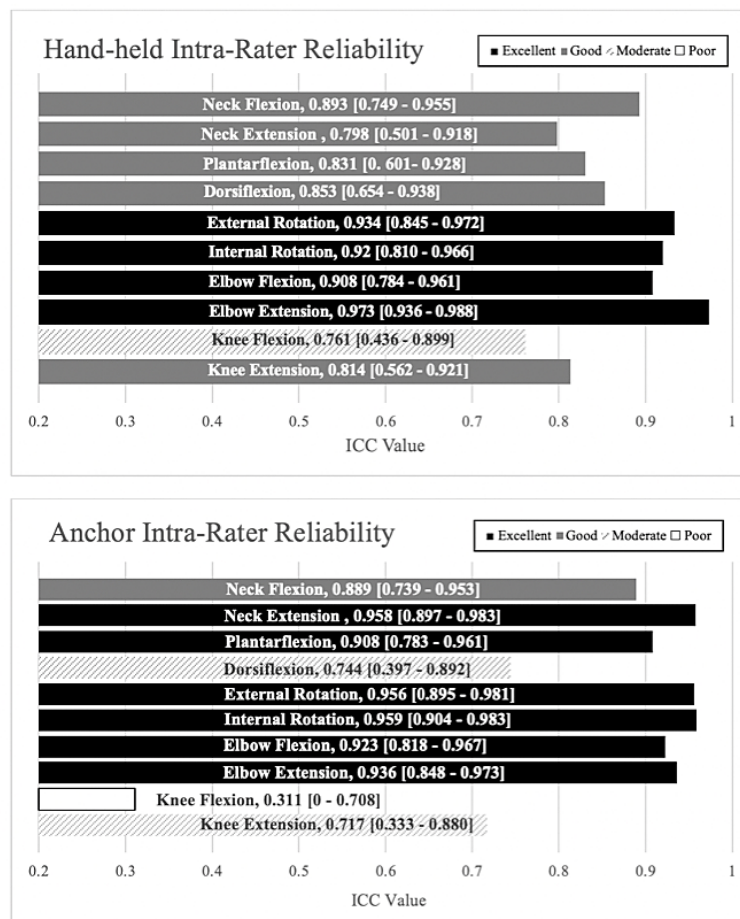 Hand-held Intra-Rater Reliability
Excellent Good Moderate Poor
Neck Flexion, 0.893 [0.749 - 0.955]
Neck Extension , 0.798 [0.501 - 0.918]
Plantarflexion, 0.831 [0. 601-0.928]
Dorsiflexion, 0.853 [0.654 - 0.938]
External Rotation, 0.934 [0.845 - 0.972]
Internal Rotation, 0.92 [0.810 - 0.966]
Elbow Flexion, 0.908 [0.784 - 0.961]
Elbow Extension, 0.973 [0.936 - 0.988]
Knee Flexion, 0.761 [0.436 - 0.899]
Knee Extension, 0.814 [0.562 - 0.921]
0.2 0.3 0.4 0.5 0.6 0.7 0.8 0.9 1
ICC Value
Anchor Intra-Rater Reliability
Excellent Good Moderate Poor
Neck Flexion, 0.889 [0.739 - 0.953]
Neck Extension , 0.958 [0.897 - 0.983]
Plantarflexion, 0.908 [0.783 - 0.961]
Dorsiflexion, 0.744 [0.397 - 0.892]
External Rotation, 0.956 [0.895 - 0.981]
Internal Rotation, 0.959 [0.904 - 0.983]
Elbow Flexion, 0.923 [0.818 - 0.967]
Elbow Extension, 0.936 [0.848 - 0.973]
Knee Flexion, 0.311 [0 - 0.708]
Knee Extension, 0.717 [0.333 - 0.880]
0.2 0.3 0.4 0.5 0.6 0.7 0.8 0.9 1
ICC Value